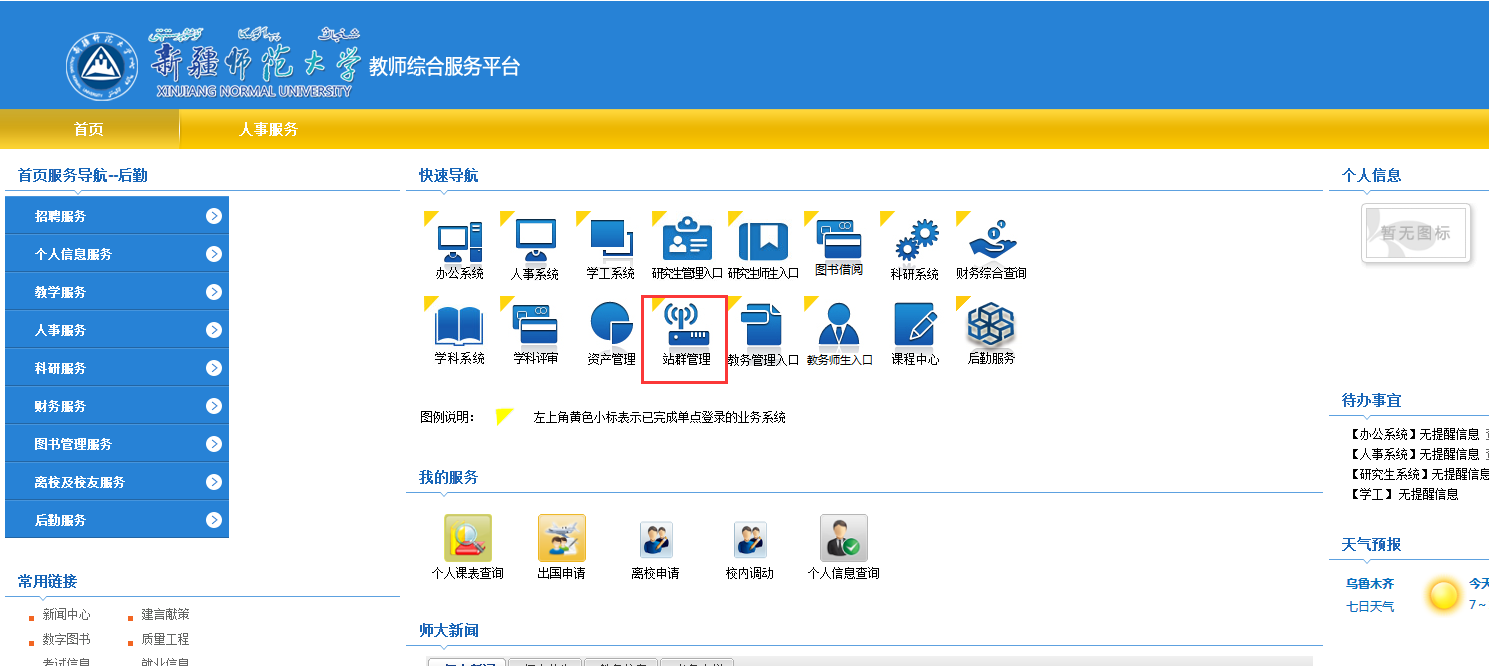 新疆师范大学
XINJIANG NORMAL UNIVERSITY
教师综合服务平台
首页 人事服务
首页服务导航--后勤
招聘服务
个人信息服务
教学服务
人事服务
科研服务
财务服务
图书管理服务
离校及校友服务
后勤服务
常用链接
新闻中心 建言献策
数字图书 质量工程
考试信息 就业信息
快速导航
办公系统 人事系统 学工系统 研究生管理入口 研究生师生入口 图书借阅 科研系统 财务综合查询
学科系统 学科评审 资产管理 站群管理 教务管理入口 教务师生入口 课程中心 后勤服务
图例说明： 左上角黄色小标表示已完成单点登录的业务系统
我的服务
个人课表查询 出国申请 离校申请 校内调动 个人信息查询
师大新闻
个人信息
暂无图标
待办事宜
【办公系统】无提醒信息
【人事系统】无提醒信息
【研究生系统】无提醒信息
【学工】 无提醒信息
天气预报
乌鲁木齐 今天
七日天气 7～